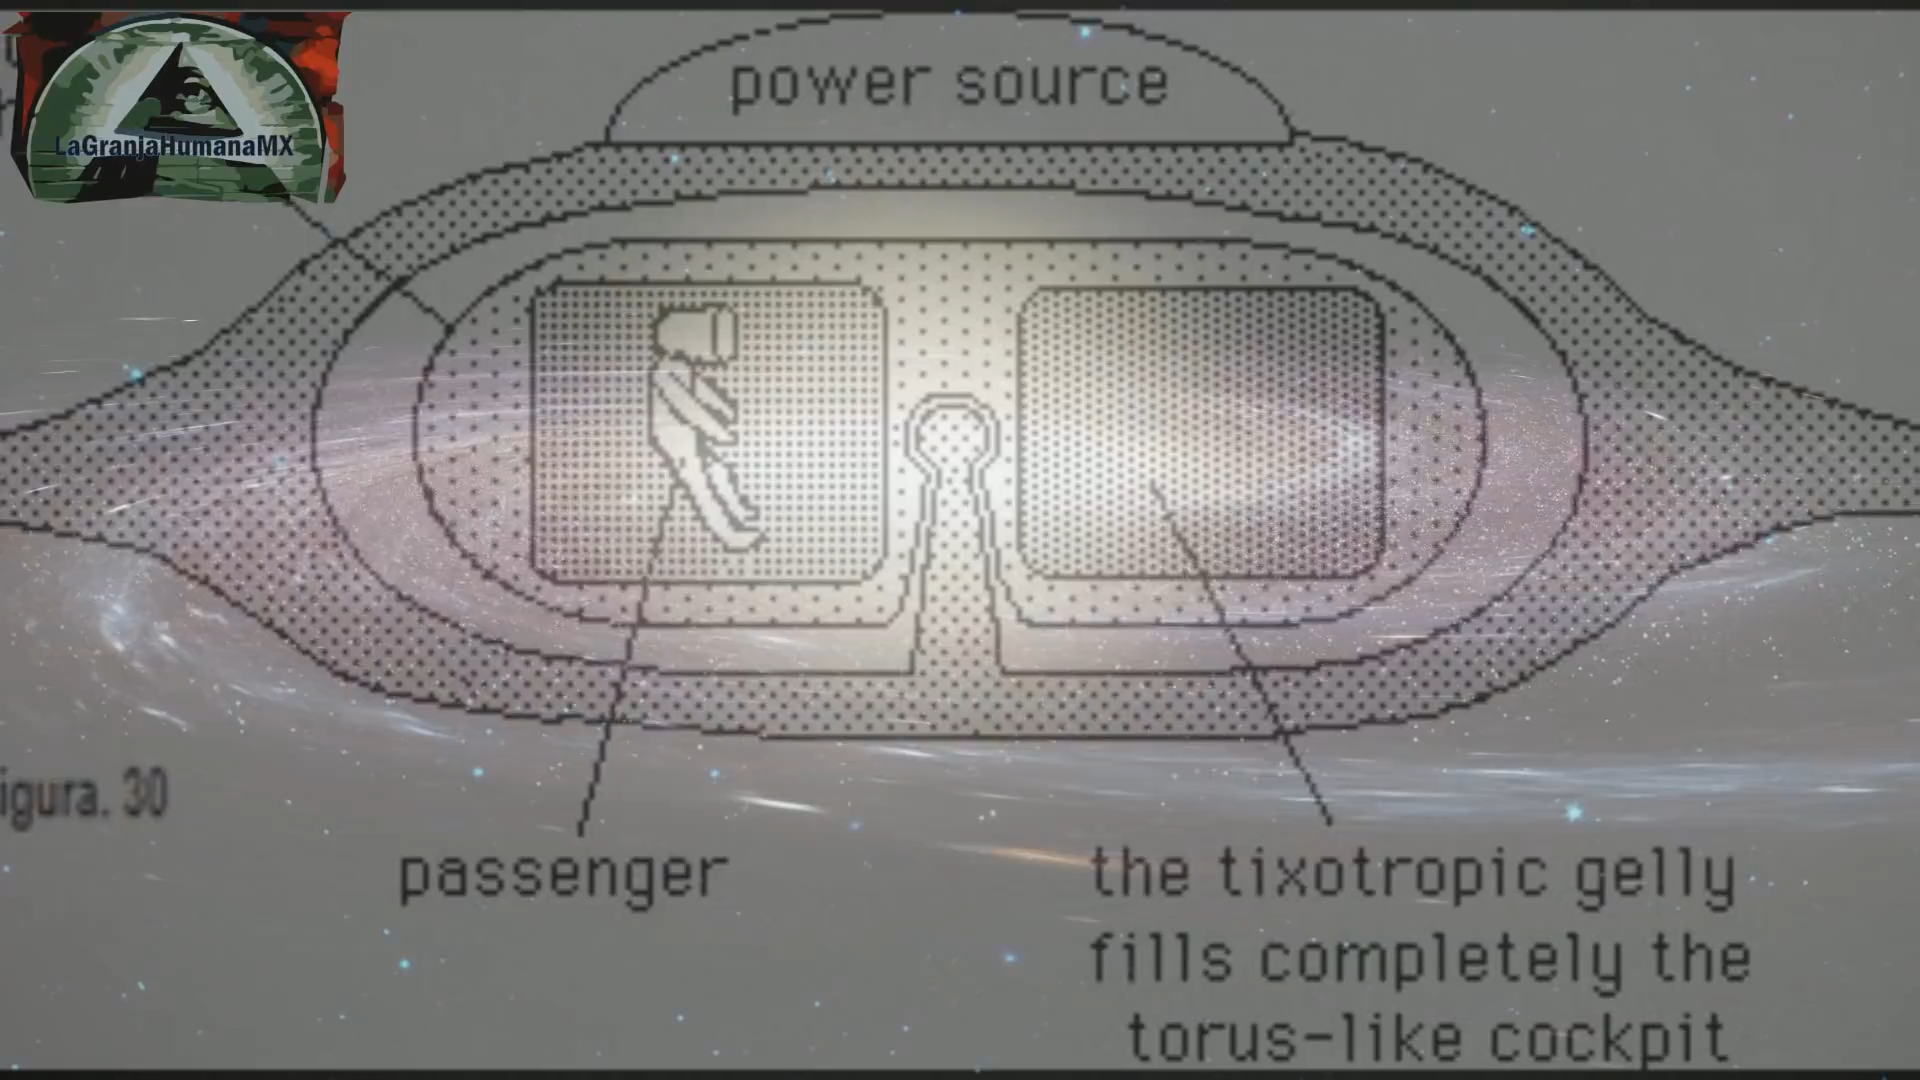 LaGranjaHumanaMX
power source
igura. 30
passenger
the tixotropic gelly
fills completely the
torus-like cockpit